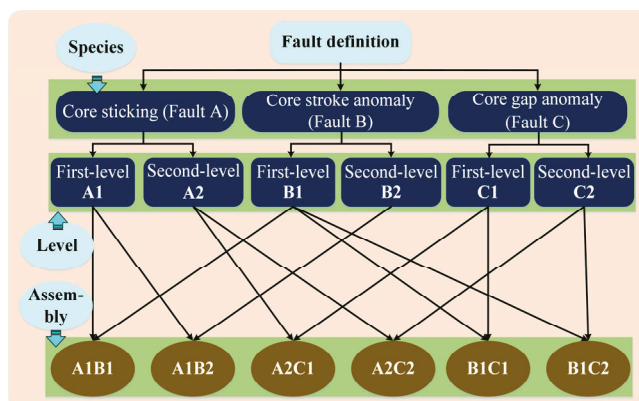 Species
Fault definition
Core sticking (Fault A)
Core stroke anomaly
(Fault B)
Core gap anomaly
(Fault C)
First-level
A1
Second-level
A2
First-level
B1
Second-level
B2
First-level
C1
Second-level
C2
Level
Assem-
bly
A1B1
A1B2
A2C1
A2C2
B1C1
B1C2